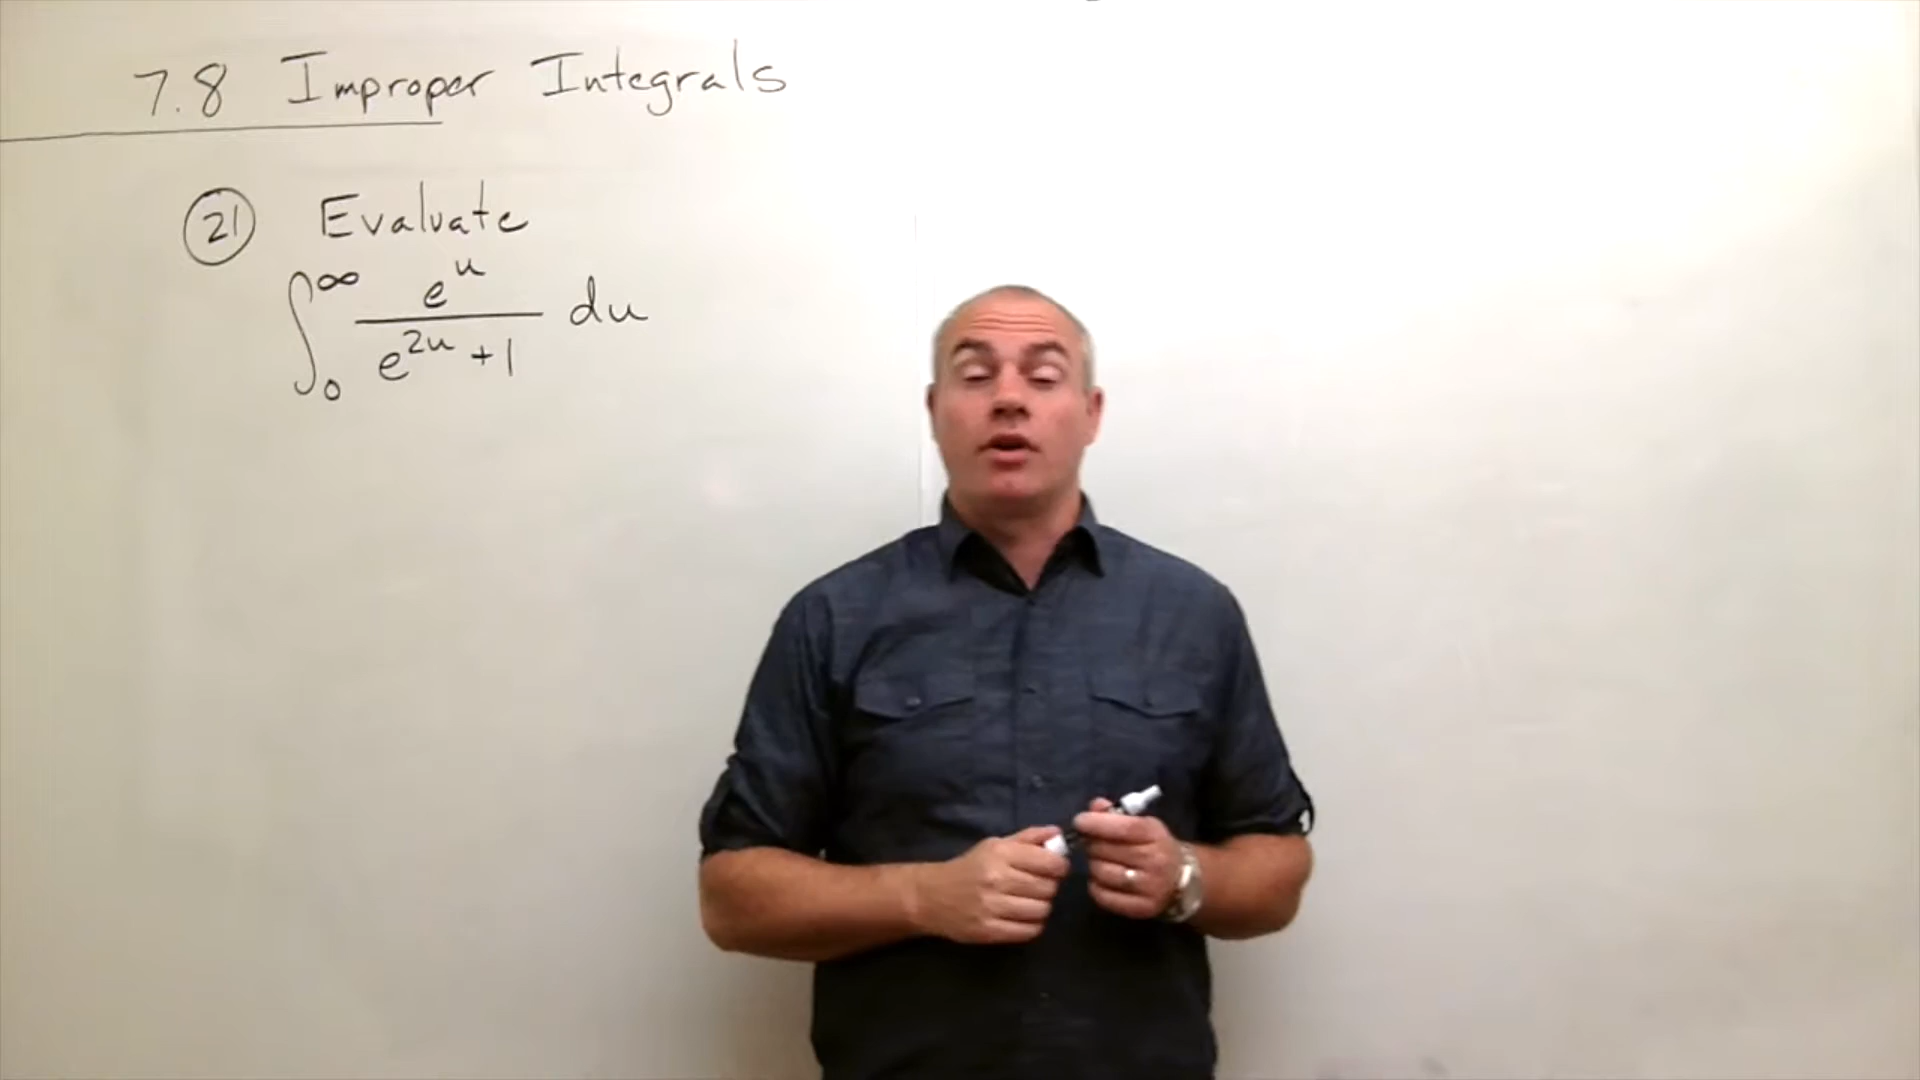 7.8 Improper Integrals
21 Evaluate
∫₀^∞ e^u / (e^{2u} + 1) du